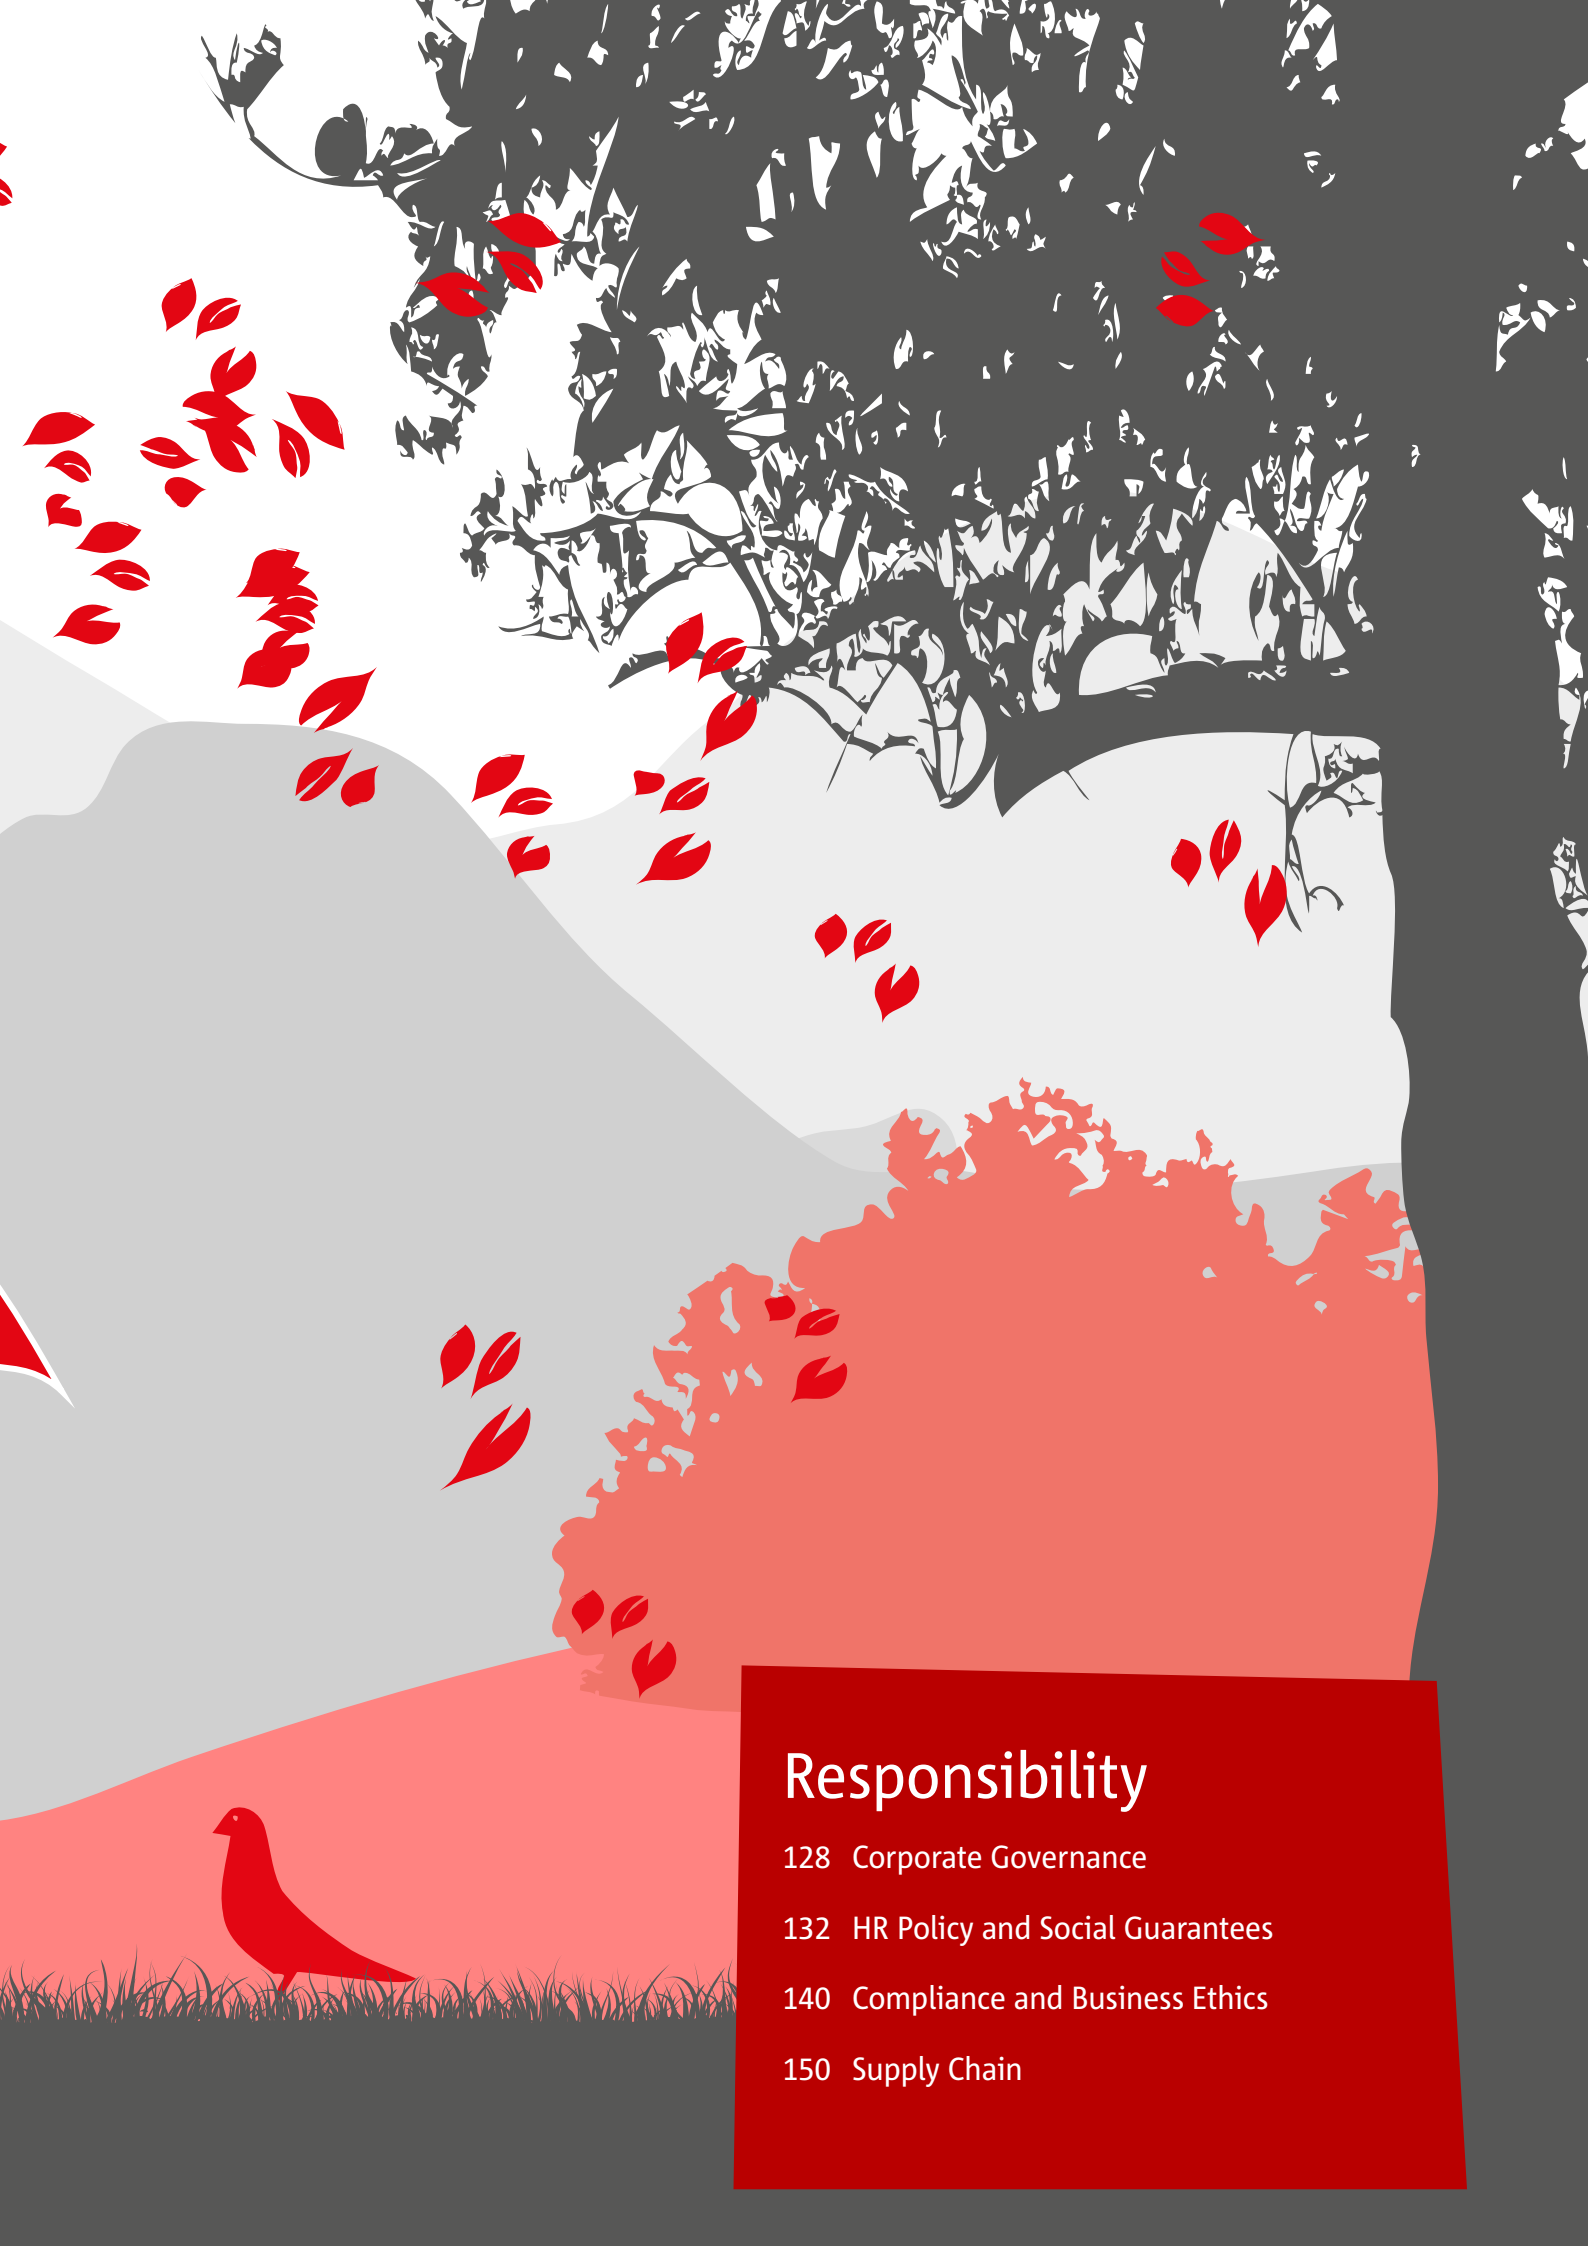 Responsibility
128 Corporate Governance
132 HR Policy and Social Guarantees
140 Compliance and Business Ethics
150 Supply Chain